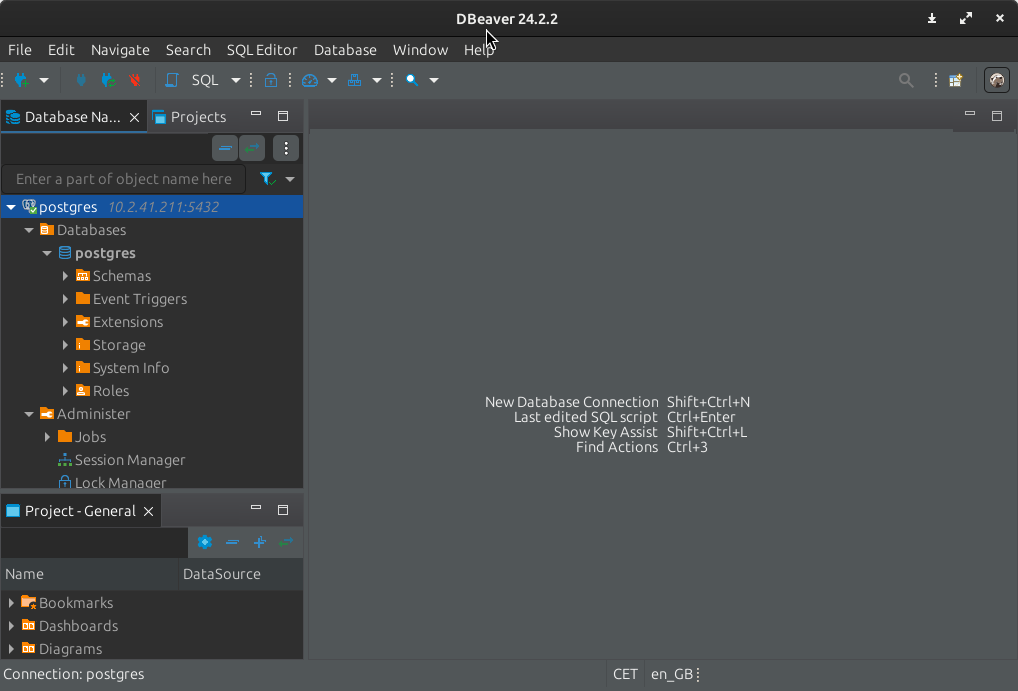 DBeaver 24.2.2
File Edit Navigate Search SQL Editor Database Window Help
SQL
Database Na... Projects
Enter a part of object name here
postgres 10.2.41.211:5432
Databases
postgres
Schemas
Event Triggers
Extensions
Storage
System Info
Roles
Administer
Jobs
Session Manager
Lock Manager
New Database Connection Shift+Ctrl+N
Last edited SQL script Ctrl+Enter
Show Key Assist Shift+Ctrl+L
Find Actions Ctrl+3
Project - General
Name DataSource
Bookmarks
Dashboards
Diagrams
Connection: postgres CET en_GB